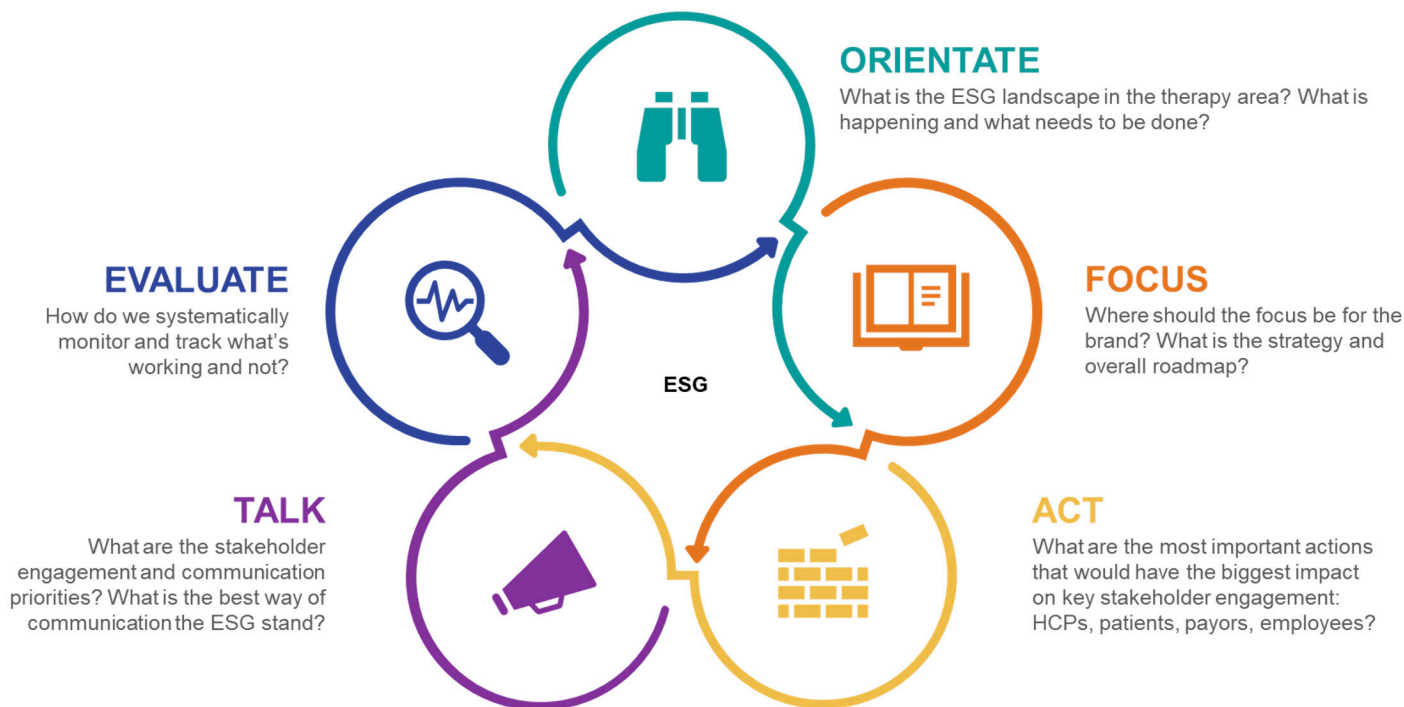 ORIENTATE
What is the ESG landscape in the therapy area? What is
happening and what needs to be done?
EVALUATE
How do we systematically
monitor and track what's
working and not?
FOCUS
Where should the focus be for the
brand? What is the strategy and
overall roadmap?
ESG
TALK
What are the stakeholder
engagement and communication
priorities? What is the best way of
communication the ESG stand?
ACT
What are the most important actions
that would have the biggest impact
on key stakeholder engagement:
HCPs, patients, payors, employees?